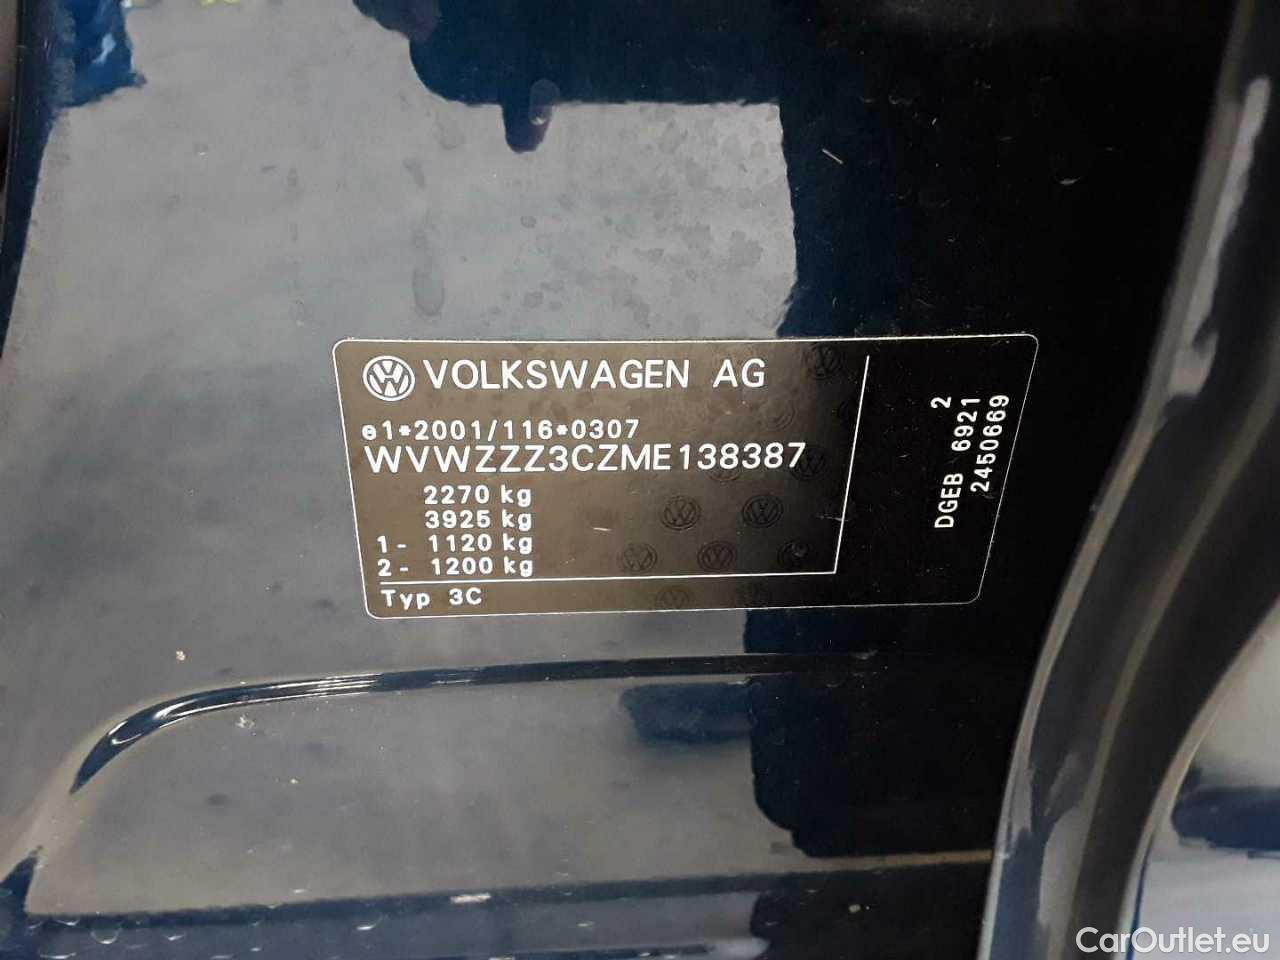 VOLKSWAGEN AG
e1*2001/116*0307
WVWZZZ3CZME138387
2270 kg
3925 kg
1- 1120 kg
2- 1200 kg
Typ 3C
2
DGEB 6921
2450669
CarOutlet.eu